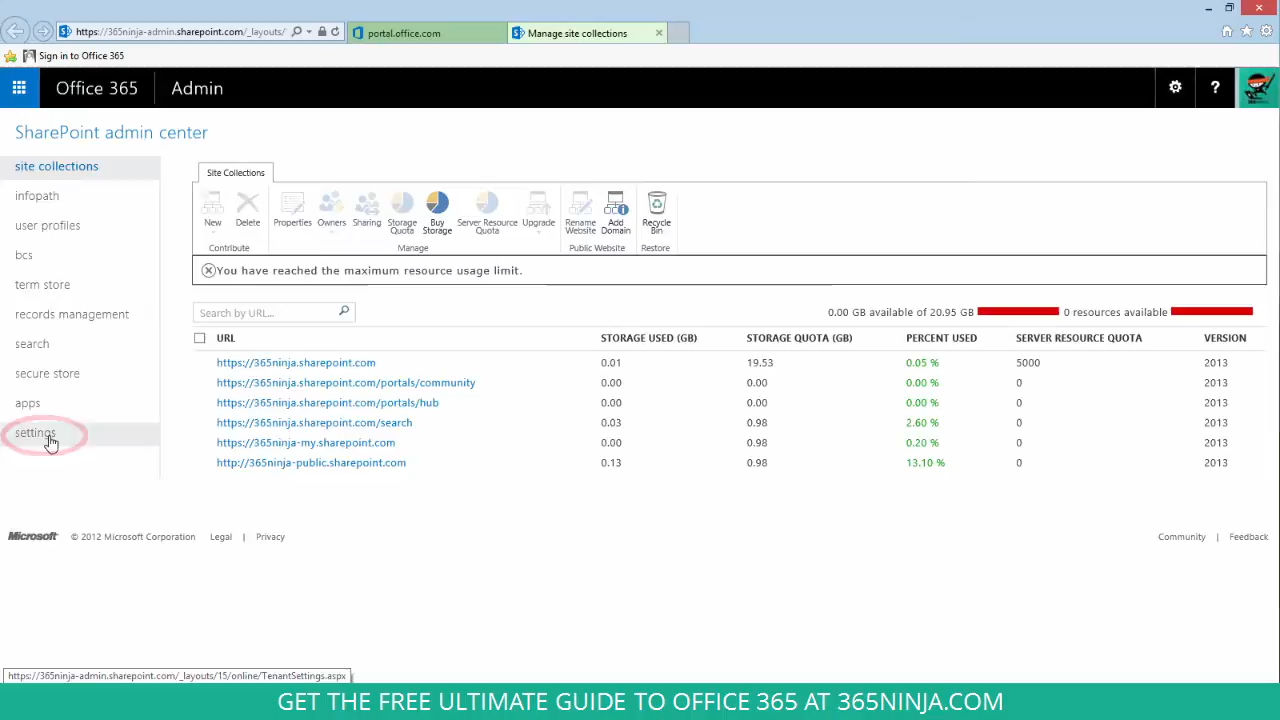 https://365ninja-admin.sharepoint.com/_layouts/
portal.office.com
Manage site collections
Sign in to Office 365
Office 365
Admin
?
SharePoint admin center
site collections
infopath
user profiles
bcs
term store
records management
search
secure store
apps
settings
Site Collections
New
Delete
Properties
Owners
Sharing
Storage Quota
Buy Storage
Server Resource Quota
Upgrade
Rename Website
Add Domain
Recycle Bin
Contribute
Manage
Public Website
Restore
You have reached the maximum resource usage limit.
Search by URL...
0.00 GB available of 20.95 GB
0 resources available
URL STORAGE USED (GB) STORAGE QUOTA (GB) PERCENT USED SERVER RESOURCE QUOTA VERSION
https://365ninja.sharepoint.com 0.01 19.53 0.05 % 5000 2013
https://365ninja.sharepoint.com/portals/community 0.00 0.00 0.00 % 0 2013
https://365ninja.sharepoint.com/portals/hub 0.00 0.00 0.00 % 0 2013
https://365ninja.sharepoint.com/search 0.03 0.98 2.60 % 0 2013
https://365ninja-my.sharepoint.com 0.00 0.98 0.20 % 0 2013
http://365ninja-public.sharepoint.com 0.13 0.98 13.10 % 0 2013
Microsoft © 2012 Microsoft Corporation Legal | Privacy
Community | Feedback
https://365ninja-admin.sharepoint.com/_layouts/15/online/TenantSettings.aspx
GET THE FREE ULTIMATE GUIDE TO OFFICE 365 AT 365NINJA.COM